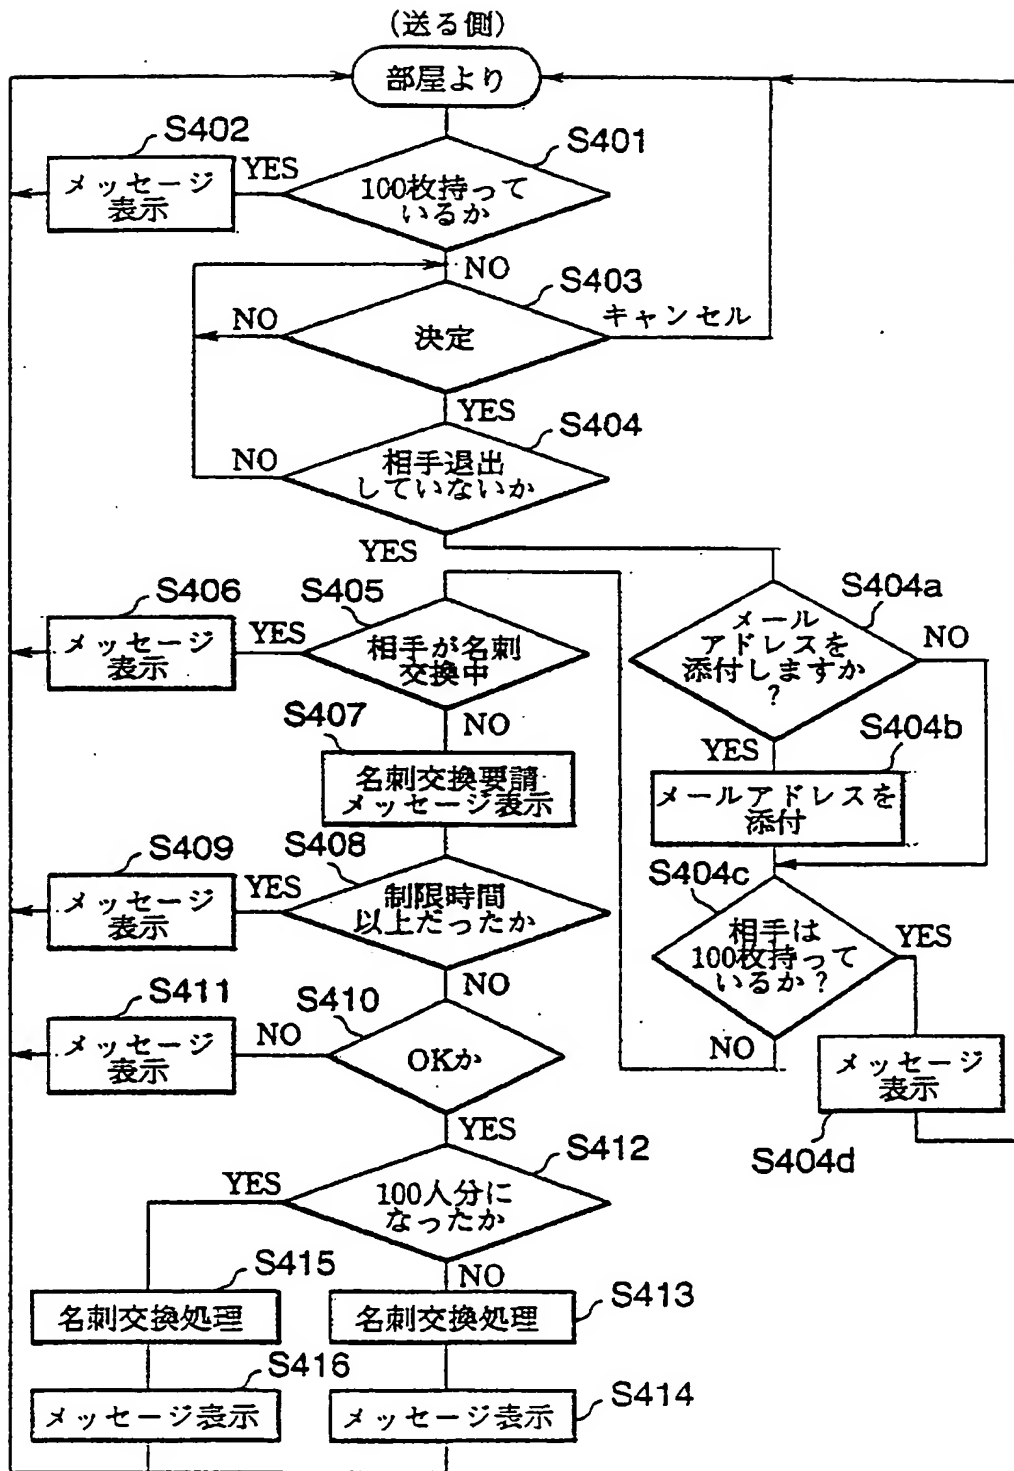 (送る側)
部屋より
S402
S401
YES
メッセージ
表示
100枚持って
いるか
NO
S403
NO
決定
キャンセル
YES
S404
NO
相手退出
していないか
YES
S406
S405
S404a
メッセージ
表示
YES
相手が名刺
交換中
メール
アドレスを
添付しますか
?
NO
NO
S407
名刺交換要請
メッセージ表示
YES
S404b
メールアドレスを
添付
S409
S408
メッセージ
表示
YES
制限時間
以上だったか
NO
S404c
相手は
100枚持って
いるか?
YES
NO
メッセージ
表示
S404d
S411
S410
メッセージ
表示
NO
OKか
YES
S412
YES
100人分に
なったか
NO
S415
名刺交換処理
名刺交換処理
S413
S416
メッセージ表示
メッセージ表示
S414